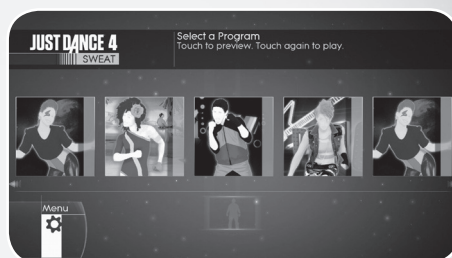 JUST DANCE 4
SWEAT
Select a Program
Touch to preview, Touch again to play.
Menu